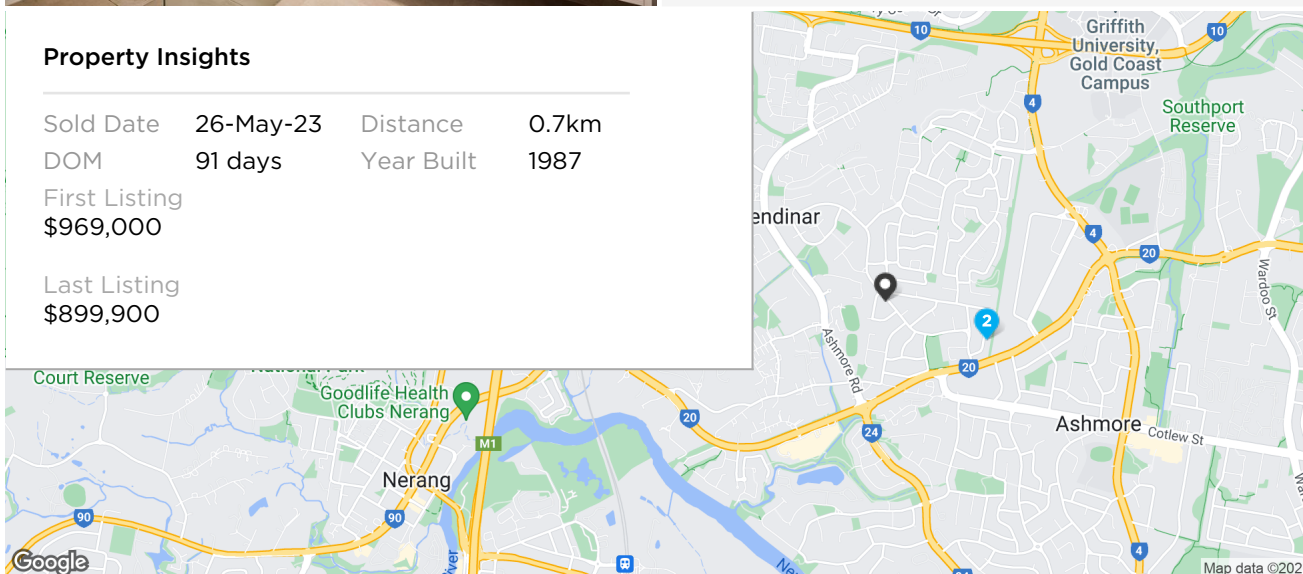 Property Insights
Sold Date 26-May-23 Distance 0.7km
DOM 91 days Year Built 1987
First Listing
$969,000
Last Listing
$899,900
10
10
Griffith
University,
Gold Coast
Campus
4
Southport
Reserve
endinar
4
20
Wardoo St
2
Ashmore Rd
20
Court Reserve
Goodlife Health
Clubs Nerang
20
24
Ashmore
Cotlew St
M1
Nerang
90
90
4
Google
Map data ©202